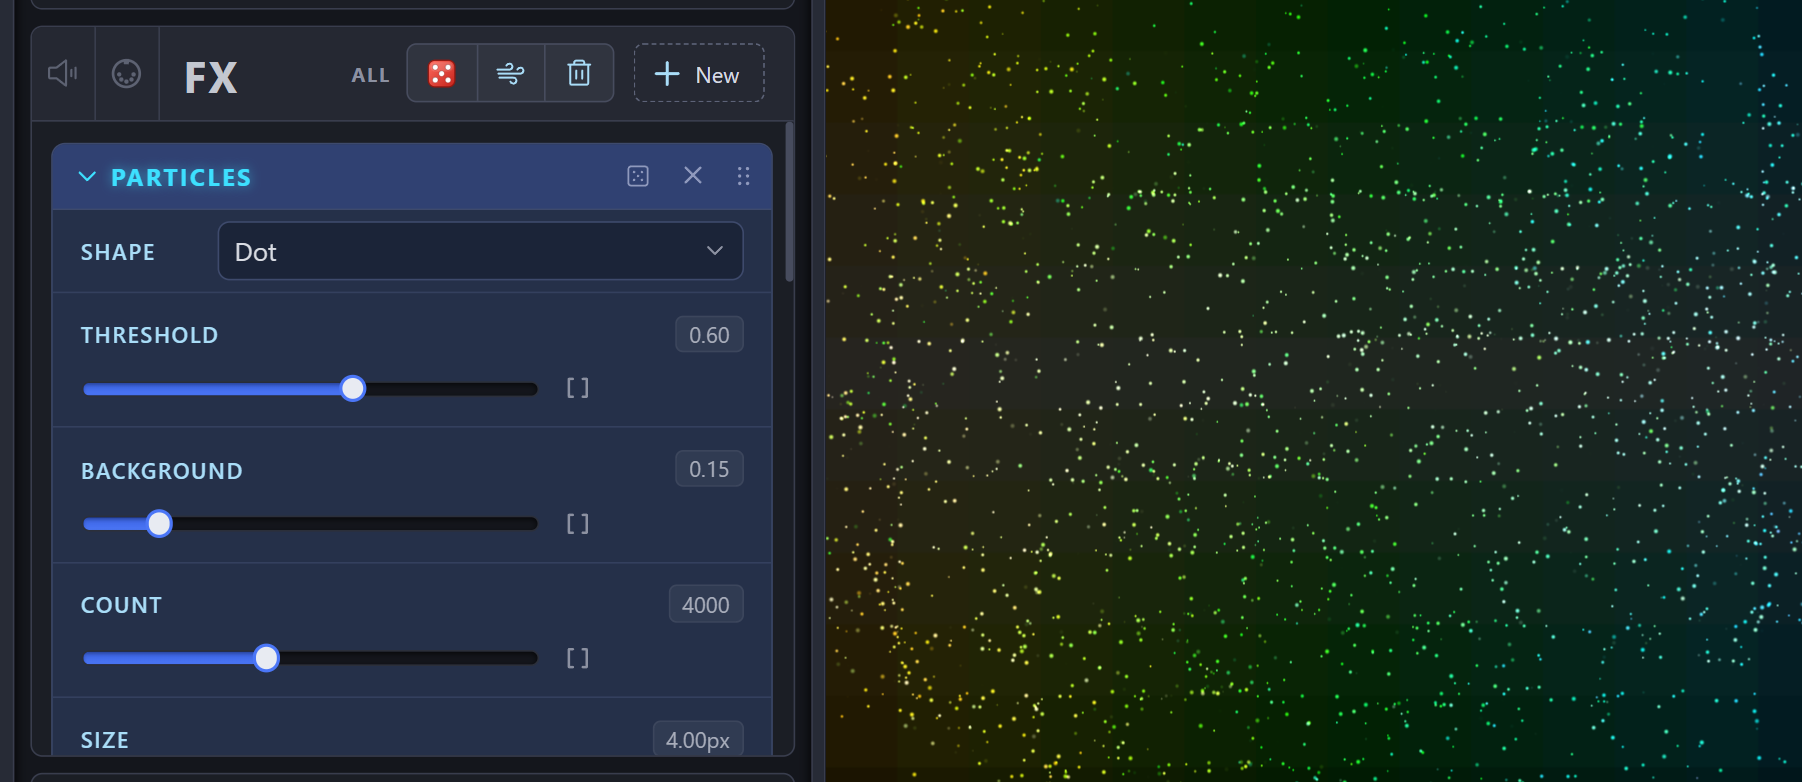 FX ALL New
PARTICLES
SHAPE Dot
THRESHOLD 0.60
[ ]
BACKGROUND 0.15
[ ]
COUNT 4000
[ ]
SIZE 4.00px